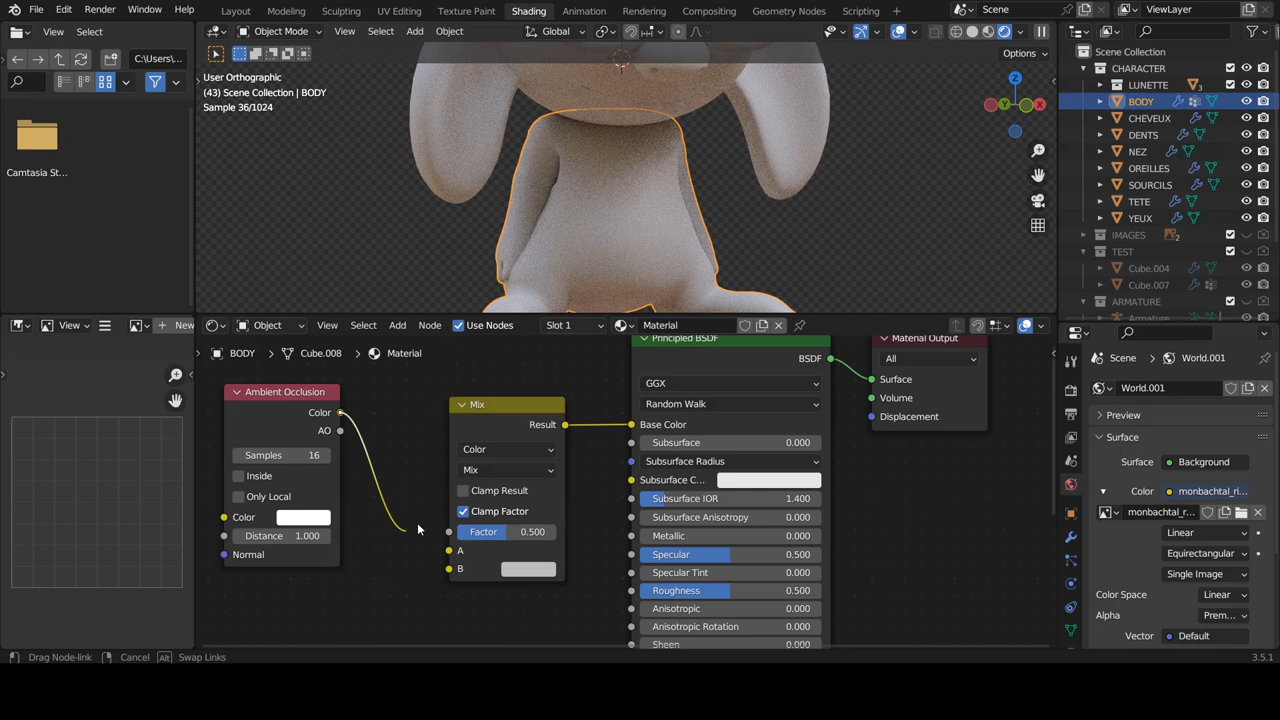 File Edit Render Window Help Layout Modeling Sculpting UV Editing Texture Paint Shading Animation Rendering Compositing Geometry Nodes Scripting Scene ViewLayer
View Select Object Mode View Select Add Object Global
C:\Users\... Options Scene Collection
CHARACTER
User Orthographic LUNETTE 3
(43) Scene Collection | BODY BODY
Sample 36/1024 CHEVEUX
DENTS
NEZ
Camtasia St... OREILLES
SOURCILS
TETE
YEUX
IMAGES 2
TEST
Cube.004
Cube.007
ARMATURE
View New Object View Select Add Node Use Nodes Slot 1 Material
BODY Cube.008 Material
Principled BSDF
BSDF
GGX
Random Walk
Base Color
Subsurface 0.000
Subsurface Radius
Subsurface C...
Subsurface IOR 1.400
Subsurface Anisotropy 0.000
Metallic 0.000
Specular 0.500
Specular Tint 0.000
Roughness 0.500
Anisotropic 0.000
Anisotropic Rotation 0.000
Sheen 0.000
Material Output
All
Surface
Volume
Displacement
Ambient Occlusion
Color
AO
Samples 16
Inside
Only Local
Color
Distance 1.000
Normal
Mix
Result
Color
Mix
Clamp Result
Clamp Factor
Factor 0.500
A
B
Scene World.001
World.001
Preview
Surface
Surface Background
Color monbachtal_ri...
monbachtal_r...
Linear
Equirectangular
Single Image
Color Space Linear
Alpha Prem...
Vector Default
Drag Node-link Cancel Alt Swap Links 3.5.1